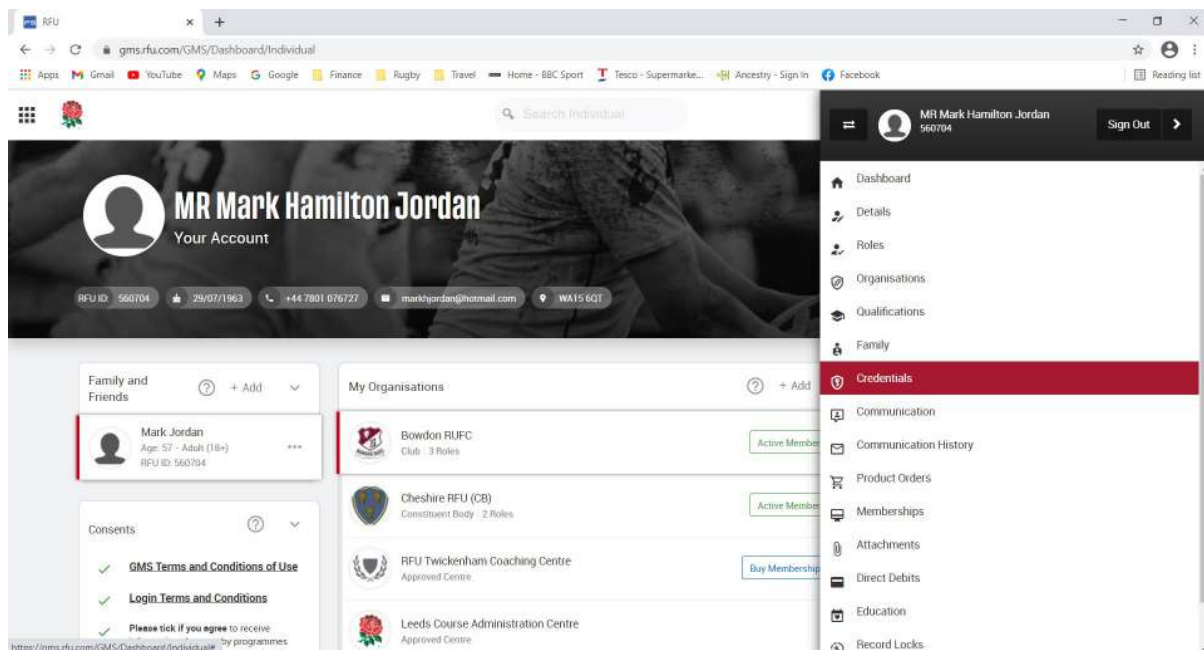 RFU
gms.rfu.com/GMS/Dashboard/Individual
Apps Gmail YouTube Maps Google Finance Rugby Travel Home - BBC Sport Tesco - Supermarke... Ancestry - Sign In Facebook Reading list
Search Individual
MR Mark Hamilton Jordan
560704
Sign Out
MR Mark Hamilton Jordan
Your Account
RFU ID: 560704 29/07/1963 +44 7801 076727 markhjordan@hotmail.com WA15 6QT
Family and
Friends
+ Add
Mark Jordan
Age: 57 - Adult (18+)
RFU ID: 560704
Consents
GMS Terms and Conditions of Use
Login Terms and Conditions
Please tick if you agree to receive
by programmes
https://gms.rfu.com/GMS/Dashboard/Individual#
My Organisations
+ Add
Bowdon RUFC
Club 3 Roles
Active Member
Cheshire RFU (CB)
Constituent Body 2 Roles
Active Member
RFU Twickenham Coaching Centre
Approved Centre
Buy Membership
Leeds Course Administration Centre
Approved Centre
Dashboard
Details
Roles
Organisations
Qualifications
Family
Credentials
Communication
Communication History
Product Orders
Memberships
Attachments
Direct Debits
Education
Record Locks